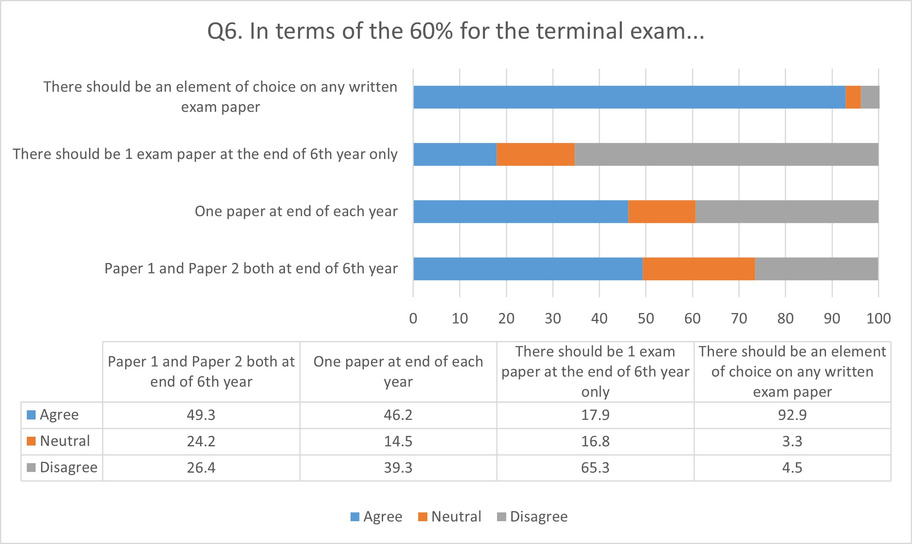 Q6. In terms of the 60% for the terminal exam...
There should be an element of choice on any written
exam paper
There should be 1 exam paper at the end of 6th year only
One paper at end of each year
Paper 1 and Paper 2 both at end of 6th year
0 10 20 30 40 50 60 70 80 90 100
Paper 1 and Paper 2 both at
end of 6th year
One paper at end of each
year
There should be 1 exam
paper at the end of 6th year
only
There should be an element
of choice on any written
exam paper
Agree 49.3 46.2 17.9 92.9
Neutral 24.2 14.5 16.8 3.3
Disagree 26.4 39.3 65.3 4.5
Agree Neutral Disagree